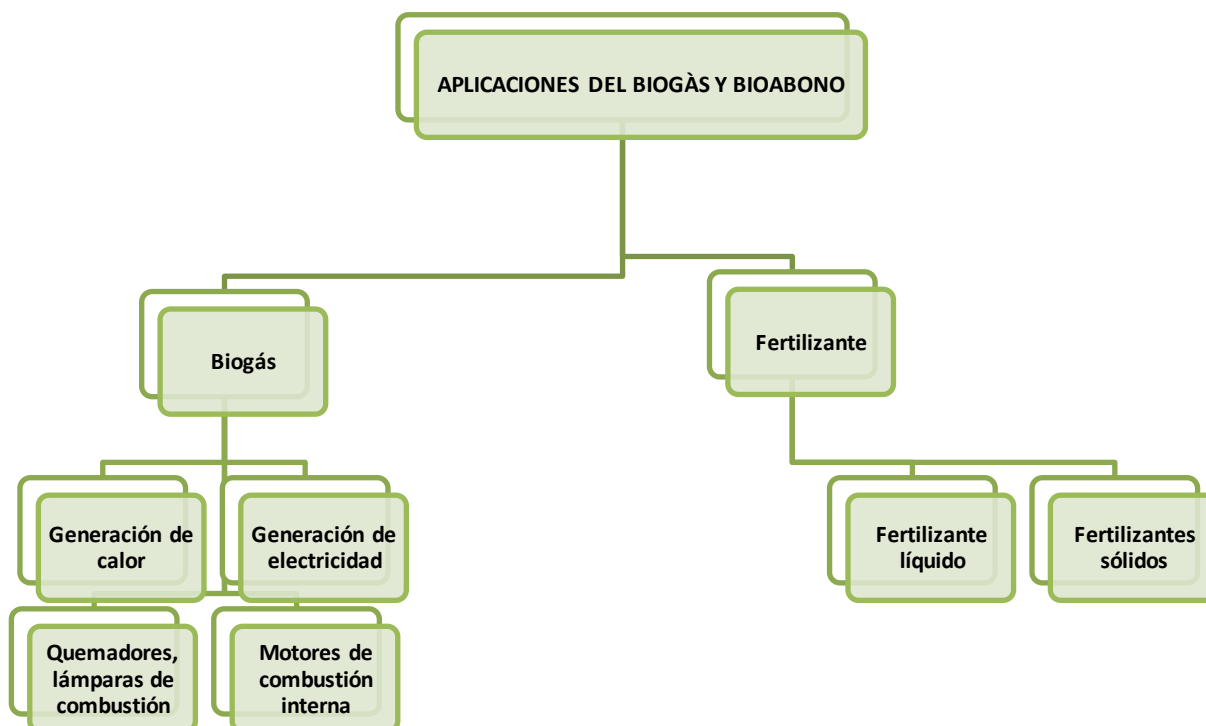 APLICACIONES DEL BIOGÀS Y BIOABONO
Biogás
Fertilizante
Generación de
calor
Generación de
electricidad
Fertilizante
líquido
Fertilizantes
sólidos
Quemadores,
lámparas de
combustión
Motores de
combustión
interna